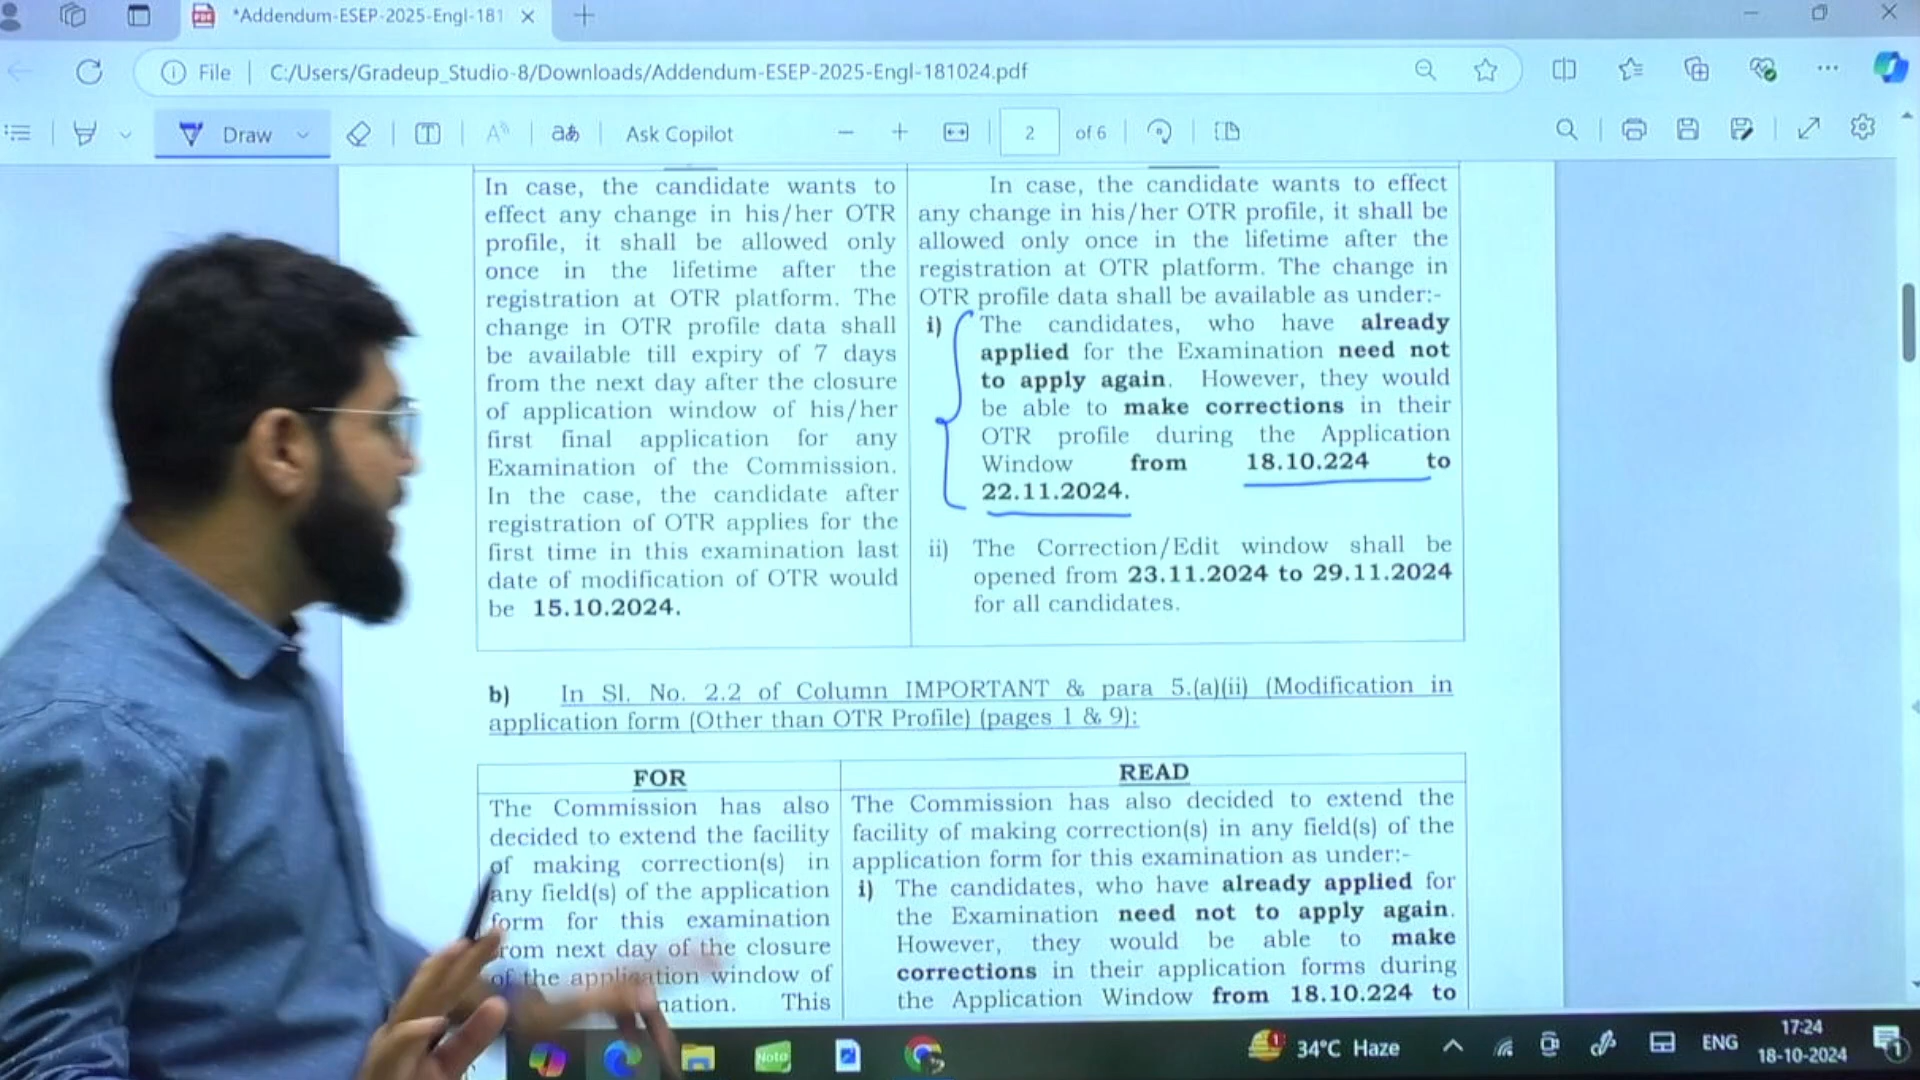 *Addendum-ESEP-2025-Engl-181
File
C:/Users/Gradeup_Studio-8/Downloads/Addendum-ESEP-2025-Engl-181024.pdf
Draw
aあ
Ask Copilot
2
of 6
In case, the candidate wants to
effect any change in his/her OTR
profile, it shall be allowed only
once in the lifetime after the
registration at OTR platform. The
change in OTR profile data shall
be available till expiry of 7 days
from the next day after the closure
of application window of his/her
first final application for any
Examination of the Commission.
In the case, the candidate after
registration of OTR applies for the
first time in this examination last
date of modification of OTR would
be 15.10.2024.
In case, the candidate wants to effect
any change in his/her OTR profile, it shall be
allowed only once in the lifetime after the
registration at OTR platform. The change in
OTR profile data shall be available as under:-
i) The candidates, who have already
applied for the Examination need not
to apply again. However, they would
be able to make corrections in their
OTR profile during the Application
Window from 18.10.224 to
22.11.2024.
ii) The Correction/Edit window shall be
opened from 23.11.2024 to 29.11.2024
for all candidates.
b) In Sl. No. 2.2 of Column IMPORTANT & para 5.(a)(ii) (Modification in
application form (Other than OTR Profile) (pages 1 & 9):
FOR
The Commission has also
decided to extend the facility
of making correction(s) in
any field(s) of the application
form for this examination
from next day of the closure
of the application window of
This
READ
The Commission has also decided to extend the
facility of making correction(s) in any field(s) of the
application form for this examination as under:-
i) The candidates, who have already applied for
the Examination need not to apply again.
However, they would be able to make
corrections in their application forms during
the Application Window from 18.10.224 to
Note
1
34°C Haze
ENG
17:24
18-10-2024
1